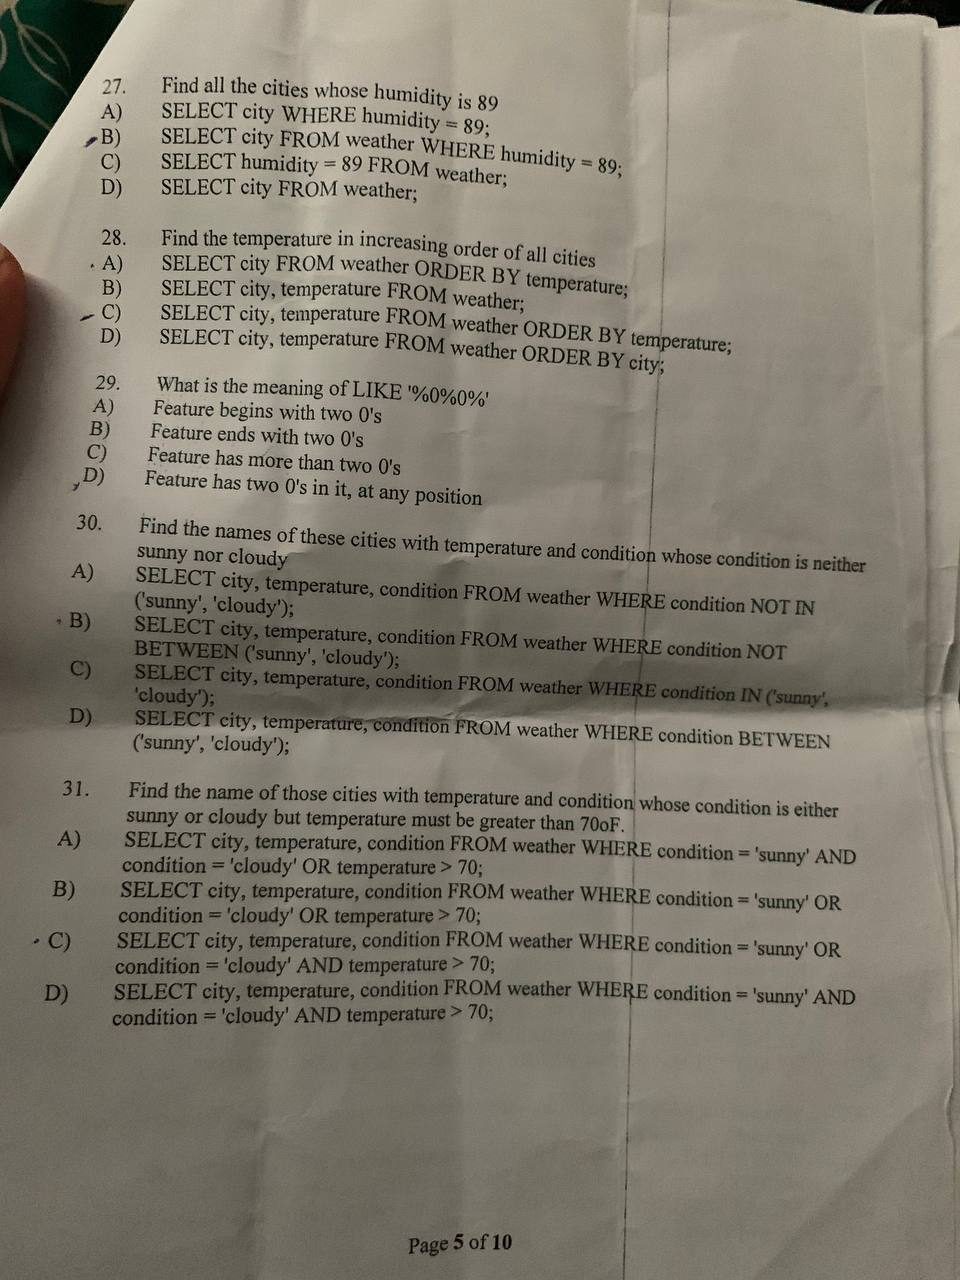 27. Find all the cities whose humidity is 89
A) SELECT city WHERE humidity = 89;
B) SELECT city FROM weather WHERE humidity = 89;
C) SELECT humidity = 89 FROM weather;
D) SELECT city FROM weather;
28. Find the temperature in increasing order of all cities
A) SELECT city FROM weather ORDER BY temperature;
B) SELECT city, temperature FROM weather;
C) SELECT city, temperature FROM weather ORDER BY temperature;
D) SELECT city, temperature FROM weather ORDER BY city;
29. What is the meaning of LIKE '%0%0%'
A) Feature begins with two 0's
B) Feature ends with two 0's
C) Feature has more than two 0's
D) Feature has two 0's in it, at any position
30. Find the names of these cities with temperature and condition whose condition is neither
sunny nor cloudy
A) SELECT city, temperature, condition FROM weather WHERE condition NOT IN
('sunny', 'cloudy');
B) SELECT city, temperature, condition FROM weather WHERE condition NOT
BETWEEN ('sunny', 'cloudy');
C) SELECT city, temperature, condition FROM weather WHERE condition IN ('sunny',
'cloudy');
D) SELECT city, temperature, condition FROM weather WHERE condition BETWEEN
('sunny', 'cloudy');
31. Find the name of those cities with temperature and condition whose condition is either
sunny or cloudy but temperature must be greater than 70oF.
A) SELECT city, temperature, condition FROM weather WHERE condition = 'sunny' AND
condition = 'cloudy' OR temperature > 70;
B) SELECT city, temperature, condition FROM weather WHERE condition = 'sunny' OR
condition = 'cloudy' OR temperature > 70;
C) SELECT city, temperature, condition FROM weather WHERE condition = 'sunny' OR
condition = 'cloudy' AND temperature > 70;
D) SELECT city, temperature, condition FROM weather WHERE condition = 'sunny' AND
condition = 'cloudy' AND temperature > 70;
Page 5 of 10